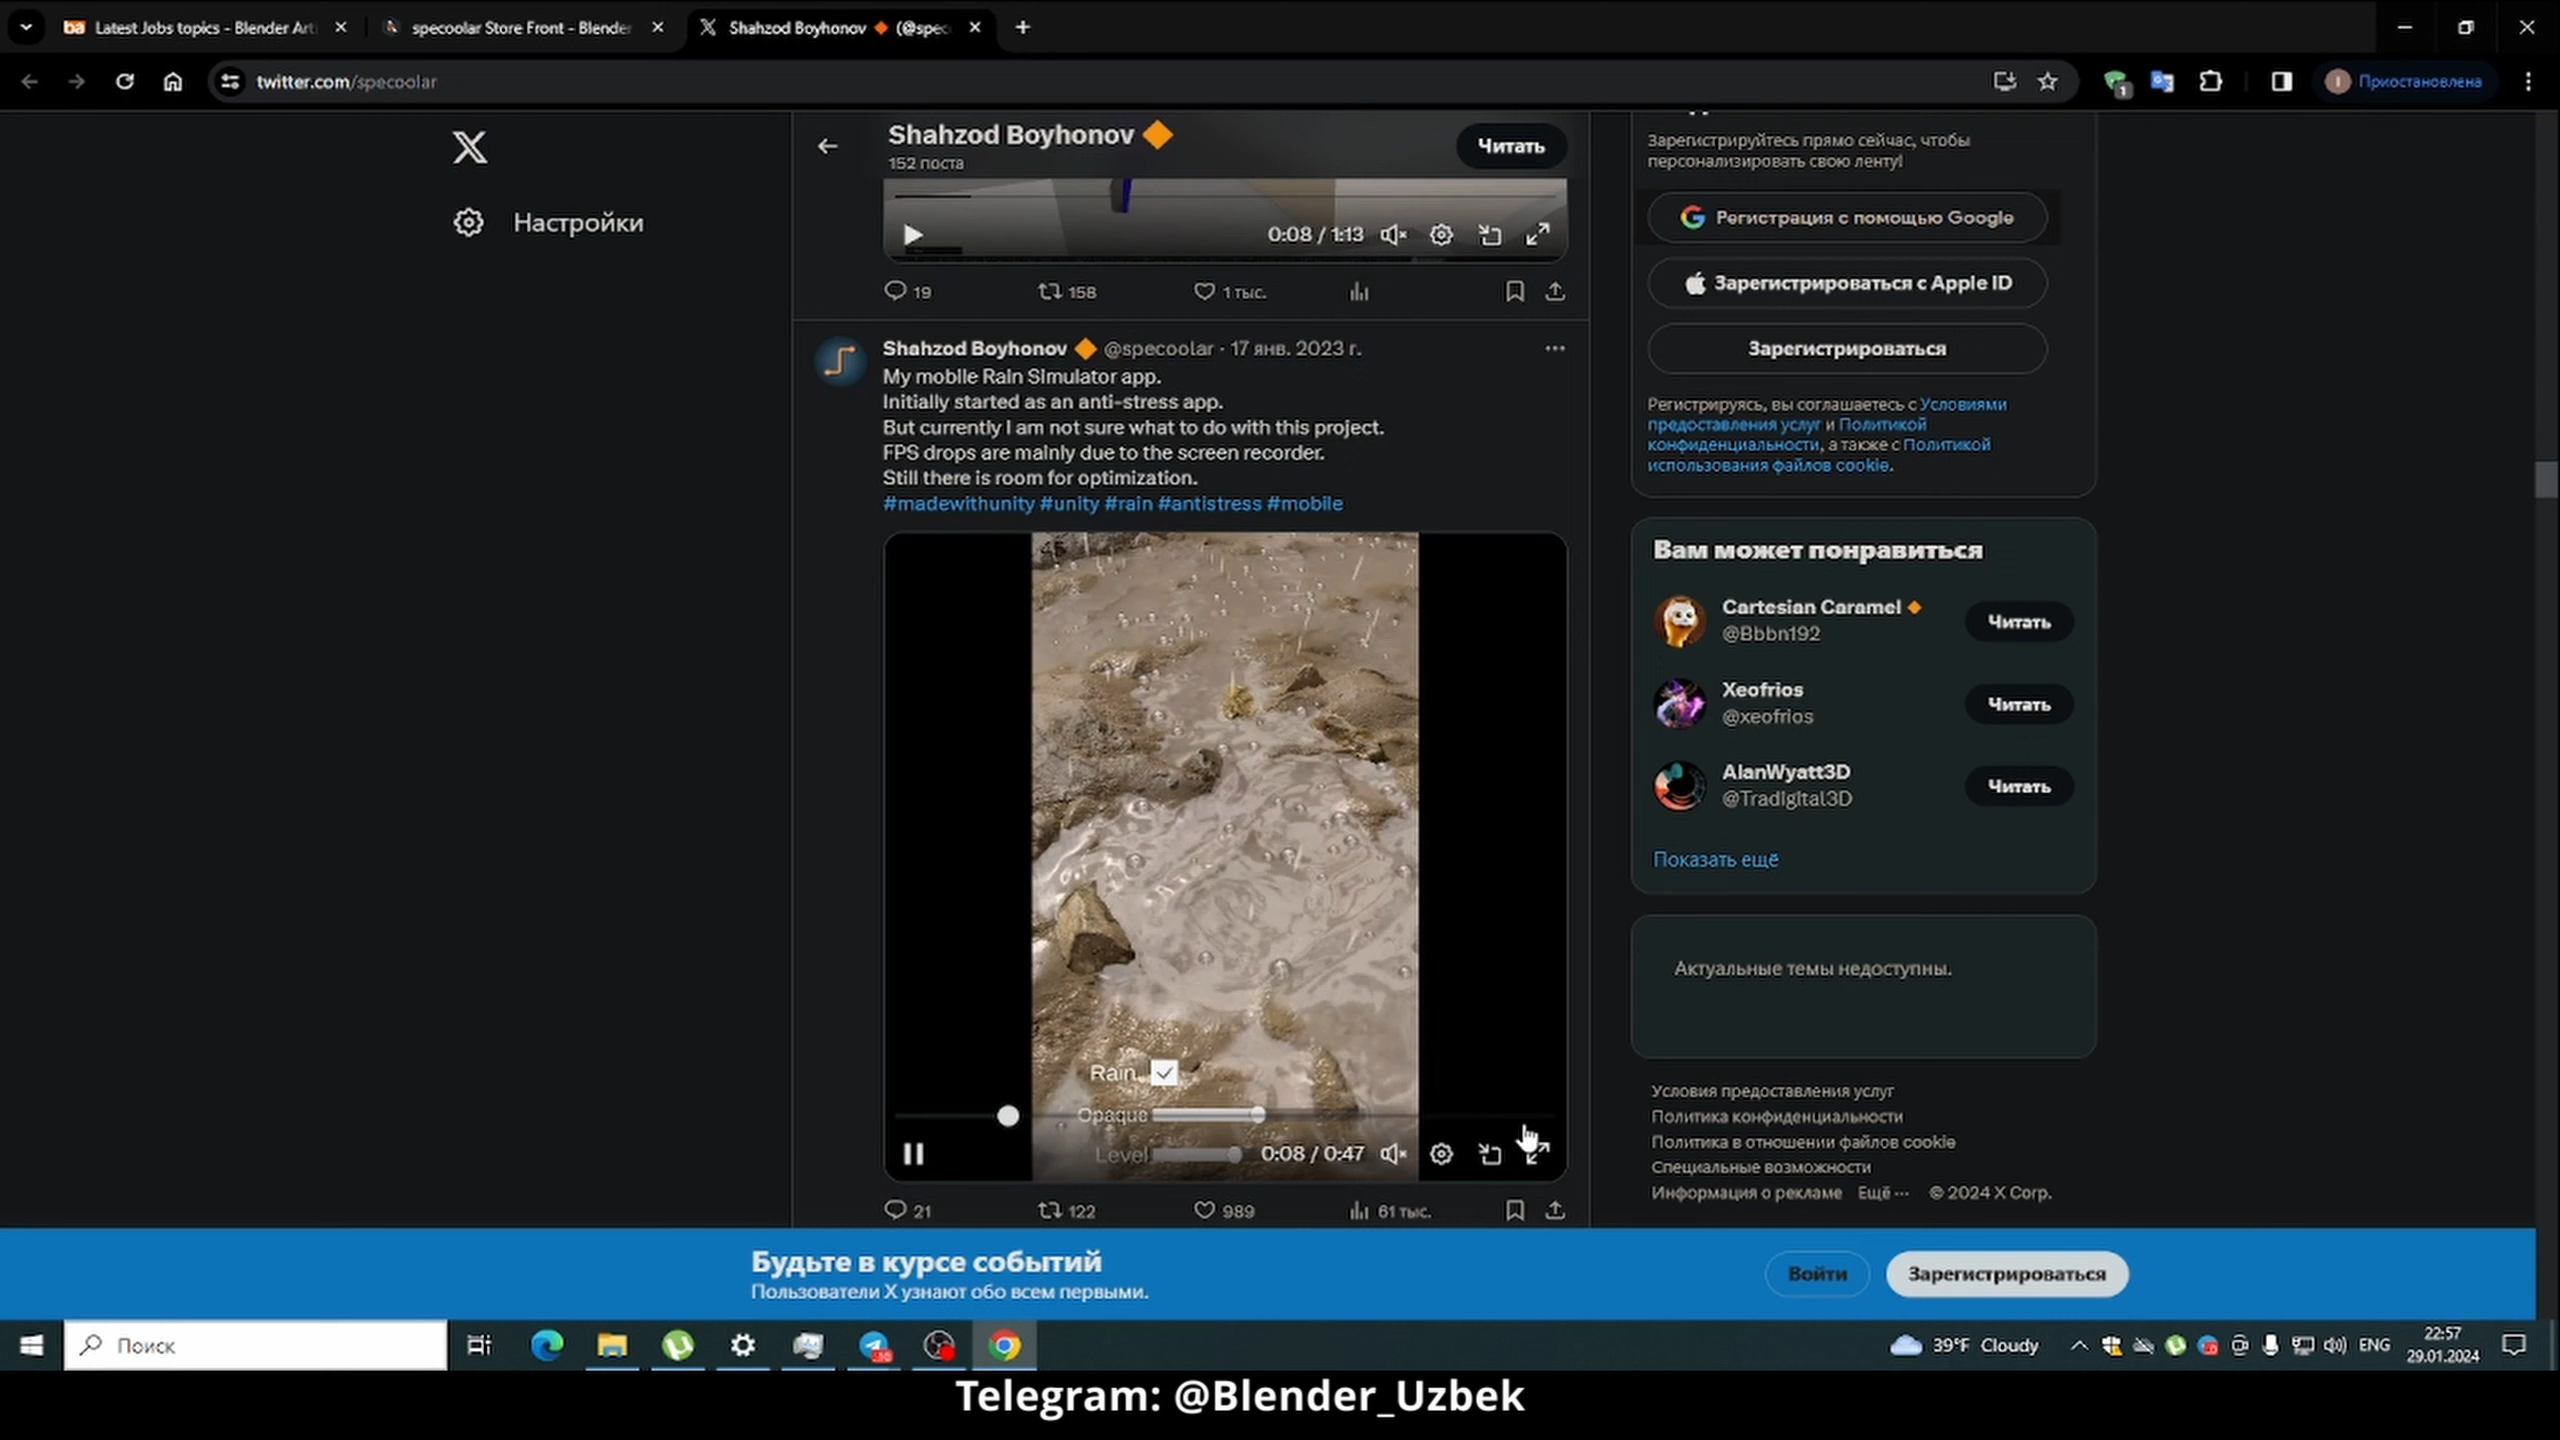 Latest Jobs topics - Blender Art
specoolar Store Front - Blender
Shahzod Boyhonov 🔶 (@spec
twitter.com/specoolar
1
Приостановлена
Настройки
Shahzod Boyhonov 🔶
152 поста
Читать
0:08 / 1:13
19
158
1 тыс.
Shahzod Boyhonov 🔶 @specoolar · 17 янв. 2023 г.
My mobile Rain Simulator app.
Initially started as an anti-stress app.
But currently I am not sure what to do with this project.
FPS drops are mainly due to the screen recorder.
Still there is room for optimization.
#madewithunity #unity #rain #antistress #mobile
Rain
Opaque
Level
0:08 / 0:47
21
122
989
61 тыс.
Зарегистрируйтесь прямо сейчас, чтобы
персонализировать свою ленту!
Регистрация с помощью Google
Зарегистрироваться с Apple ID
Зарегистрироваться
Регистрируясь, вы соглашаетесь с Условиями
предоставления услуг и Политикой
конфиденциальности, а также с Политикой
использования файлов cookie.
Вам может понравиться
Cartesian Caramel 🔸
@Bbbn192
Читать
Xeofrios
@xeofrios
Читать
AlanWyatt3D
@Tradigital3D
Читать
Показать ещё
Актуальные темы недоступны.
Условия предоставления услуг
Политика конфиденциальности
Политика в отношении файлов cookie
Специальные возможности
Информация о рекламе Ещё ··· © 2024 X Corp.
Будьте в курсе событий
Пользователи X узнают обо всем первыми.
Войти
Зарегистрироваться
Поиск
39°F Cloudy
ENG
22:57
29.01.2024
Telegram: @Blender_Uzbek